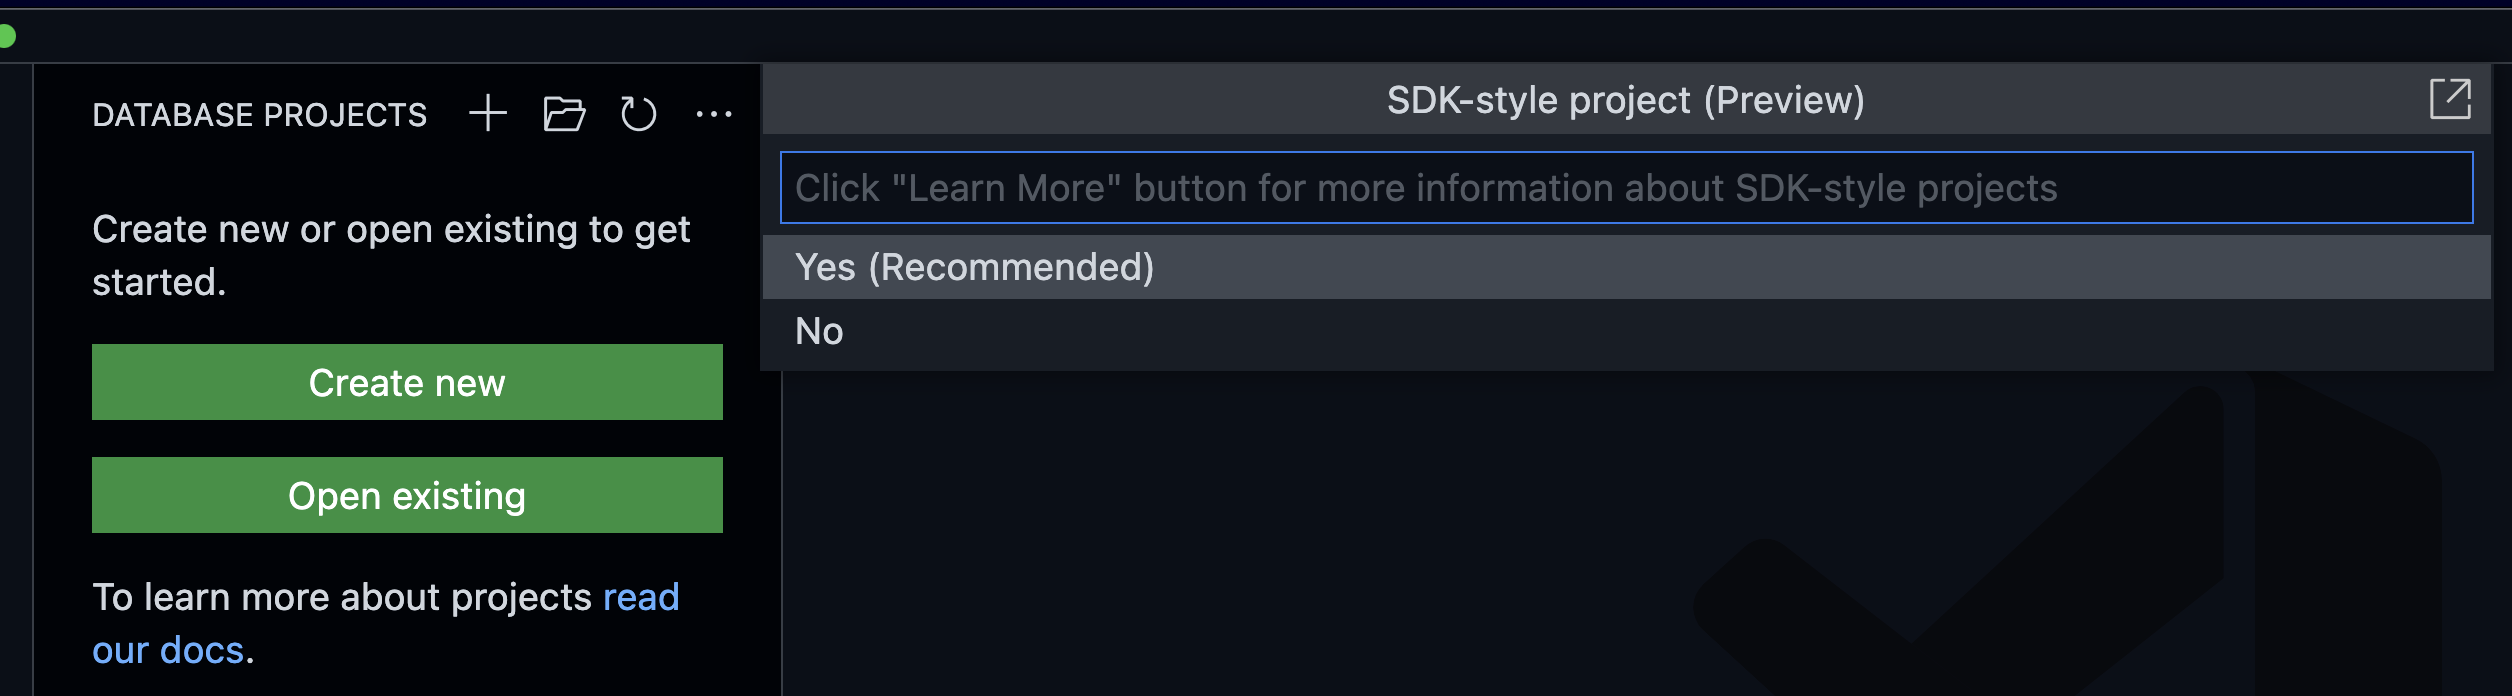 DATABASE PROJECTS
Create new or open existing to get
started.
Create new
Open existing
To learn more about projects read
our docs.
SDK-style project (Preview)
Click "Learn More" button for more information about SDK-style projects
Yes (Recommended)
No